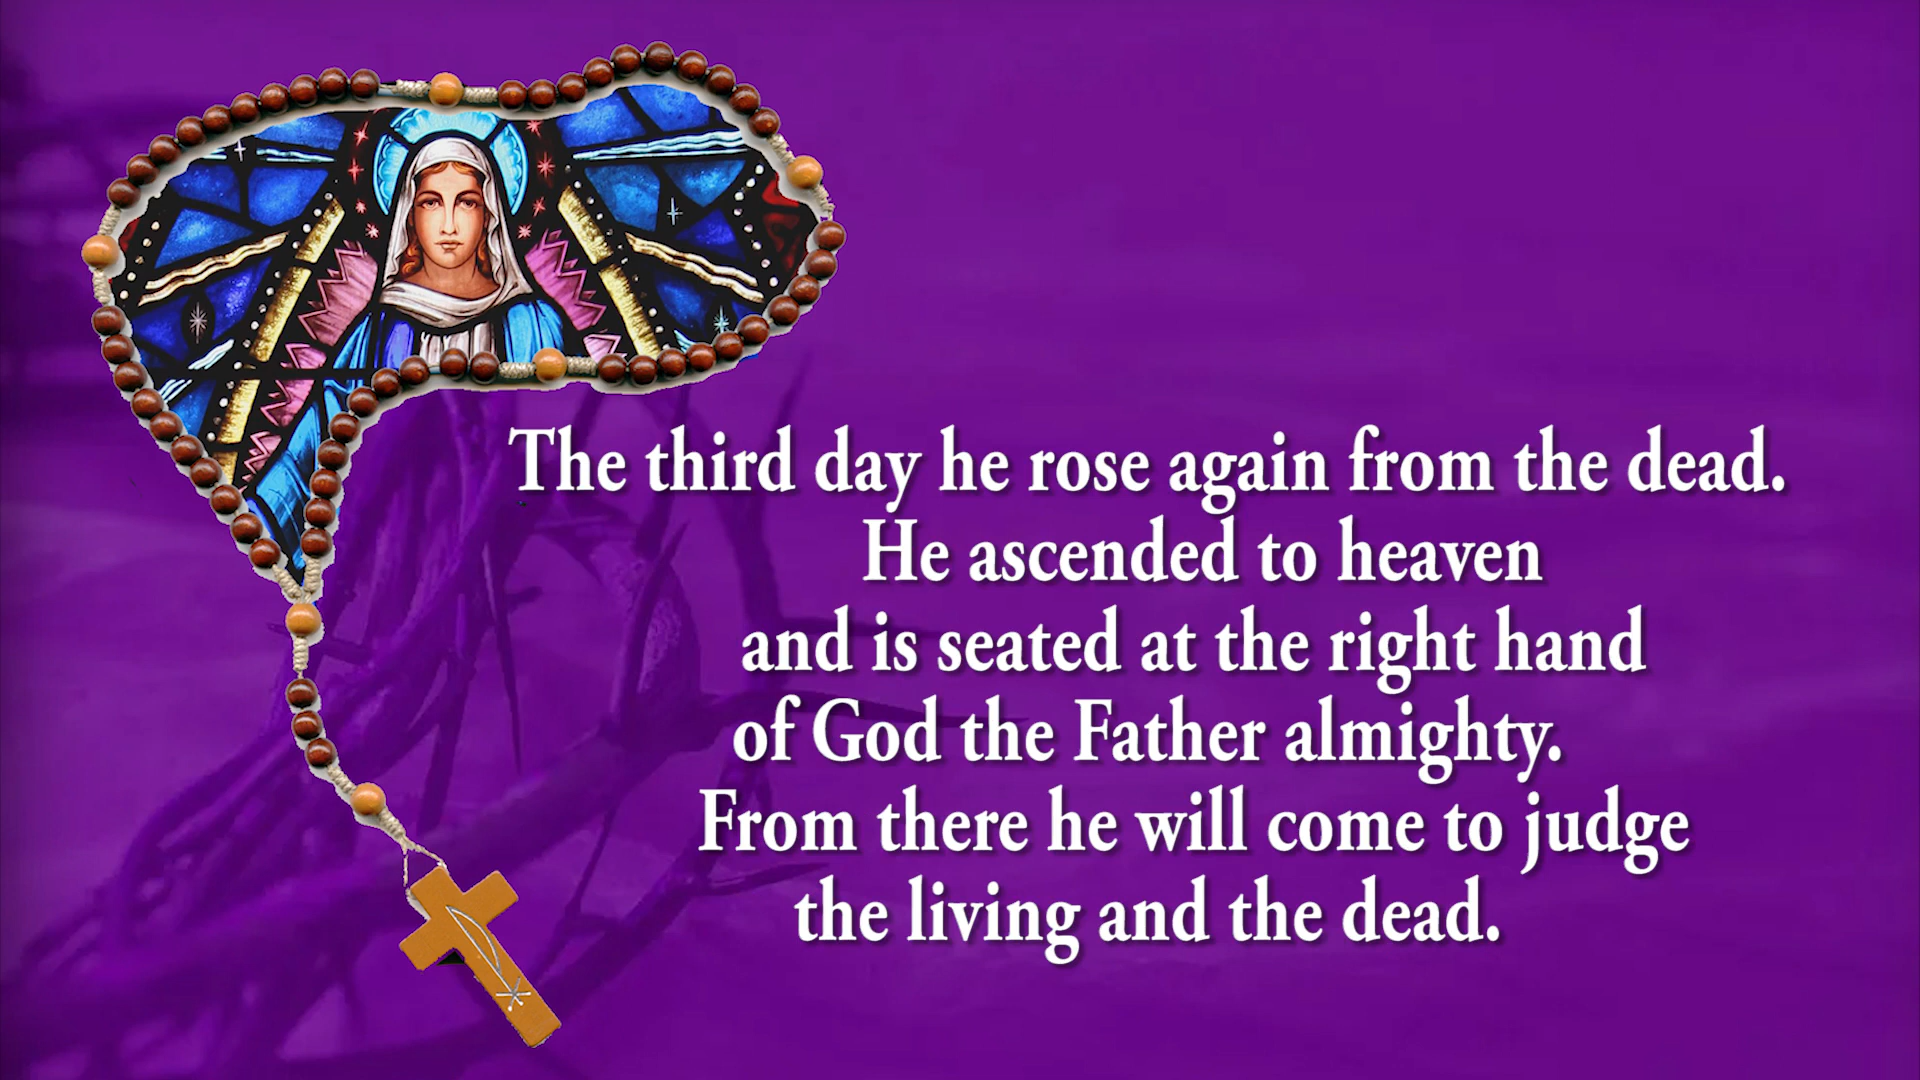 The third day he rose again from the dead.
He ascended to heaven
and is seated at the right hand
of God the Father almighty.
From there he will come to judge
the living and the dead.